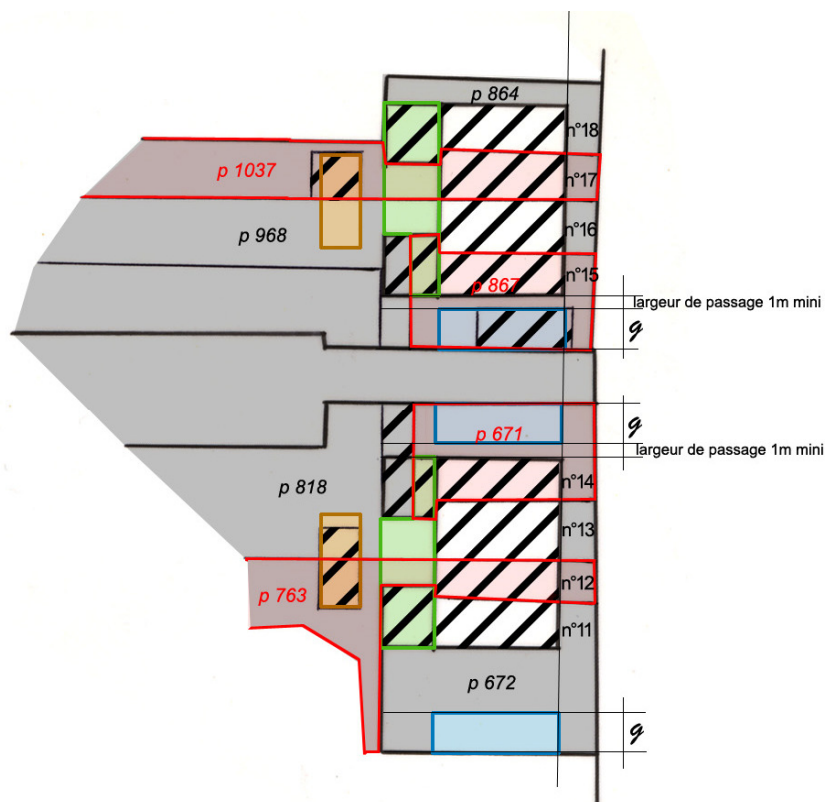 p 864
n°18
p 1037
n°17
p 968
n°16
n°15
p 867
largeur de passage 1m mini
g
g
p 671
largeur de passage 1m mini
n°14
p 818
n°13
n°12
p 763
n°11
p 672
g